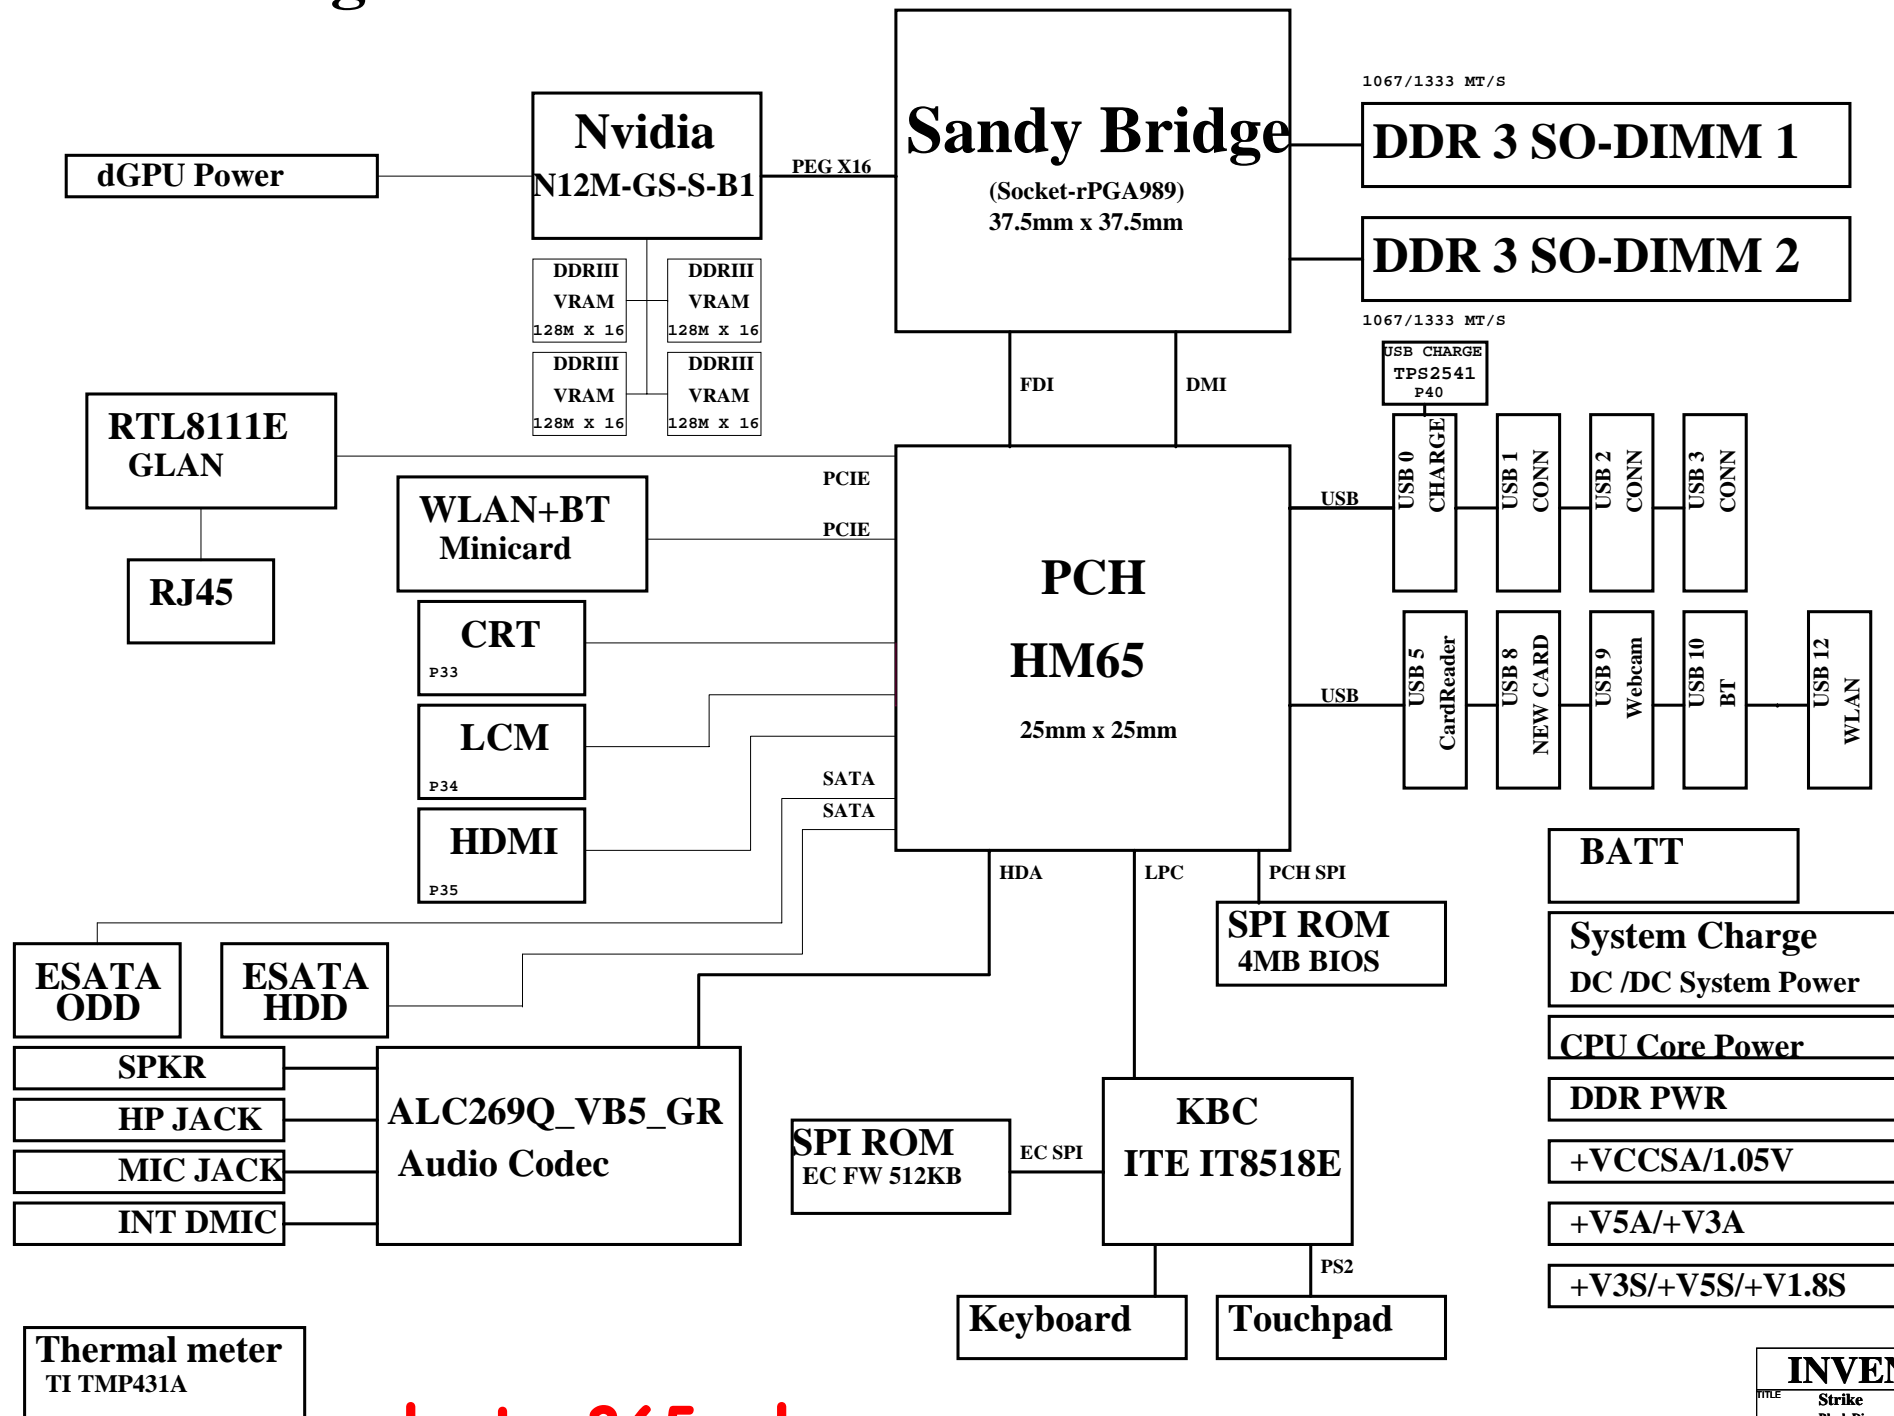 1067/1333 MT/S
Sandy Bridge
(Socket-rPGA989)
37.5mm x 37.5mm
DDR 3 SO-DIMM 1
DDR 3 SO-DIMM 2
1067/1333 MT/S
Nvidia
N12M-GS-S-B1
PEG X16
dGPU Power
DDRIII
VRAM
128M X 16
DDRIII
VRAM
128M X 16
DDRIII
VRAM
128M X 16
DDRIII
VRAM
128M X 16
FDI
DMI
USB CHARGE
TPS2541
P40
RTL8111E
GLAN
PCIE
WLAN+BT
Minicard
PCIE
RJ45
PCH
HM65
25mm x 25mm
USB
USB 0
CHARGE
USB 1
CONN
USB 2
CONN
USB 3
CONN
USB
USB 5
CardReader
USB 8
NEW CARD
USB 9
Webcam
USB 10
BT
USB 12
WLAN
CRT
P33
LCM
P34
HDMI
P35
SATA
SATA
HDA
LPC
PCH SPI
SPI ROM
4MB BIOS
BATT
System Charge
DC /DC System Power
CPU Core Power
DDR PWR
+VCCSA/1.05V
+V5A/+V3A
+V3S/+V5S/+V1.8S
ESATA
ODD
ESATA
HDD
SPKR
HP JACK
MIC JACK
INT DMIC
ALC269Q_VB5_GR
Audio Codec
SPI ROM
EC FW 512KB
EC SPI
KBC
ITE IT8518E
PS2
Keyboard
Touchpad
Thermal meter
TI TMP431A
INVEN
TITLE
Strike